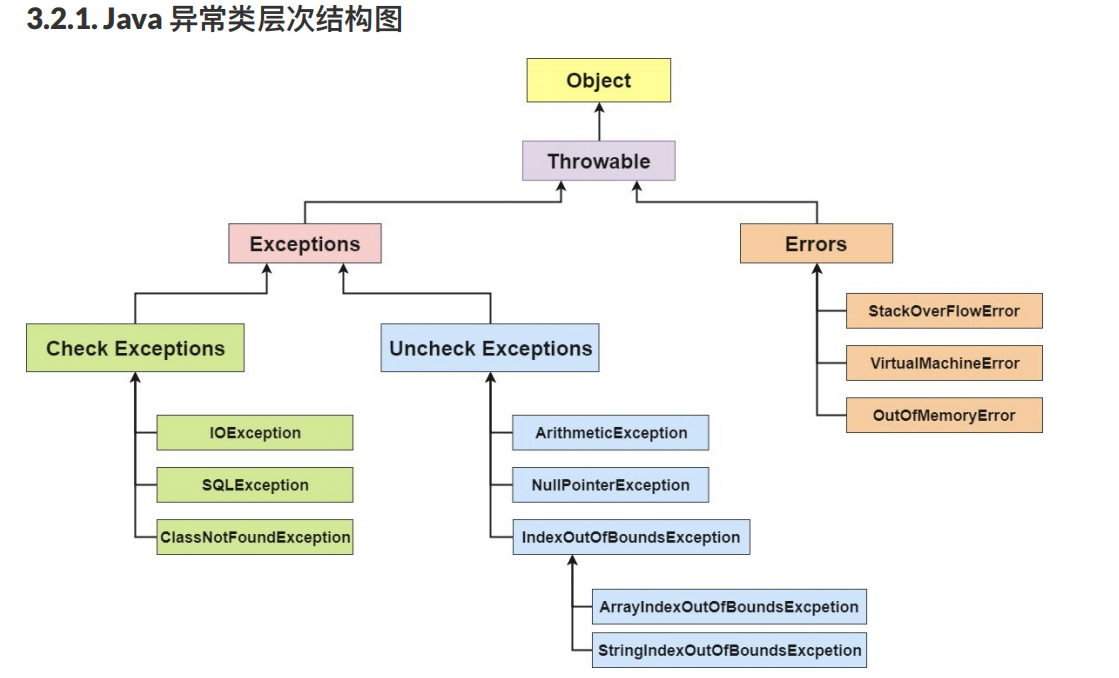 3.2.1. Java 异常类层次结构图
Object
Throwable
Exceptions
Errors
StackOverFlowError
VirtualMachineError
OutOfMemoryError
Check Exceptions
Uncheck Exceptions
IOException
SQLException
ClassNotFoundException
ArithmeticException
NullPointerException
IndexOutOfBoundsException
ArrayIndexOutOfBoundsExcpetion
StringIndexOutOfBoundsExcpetion